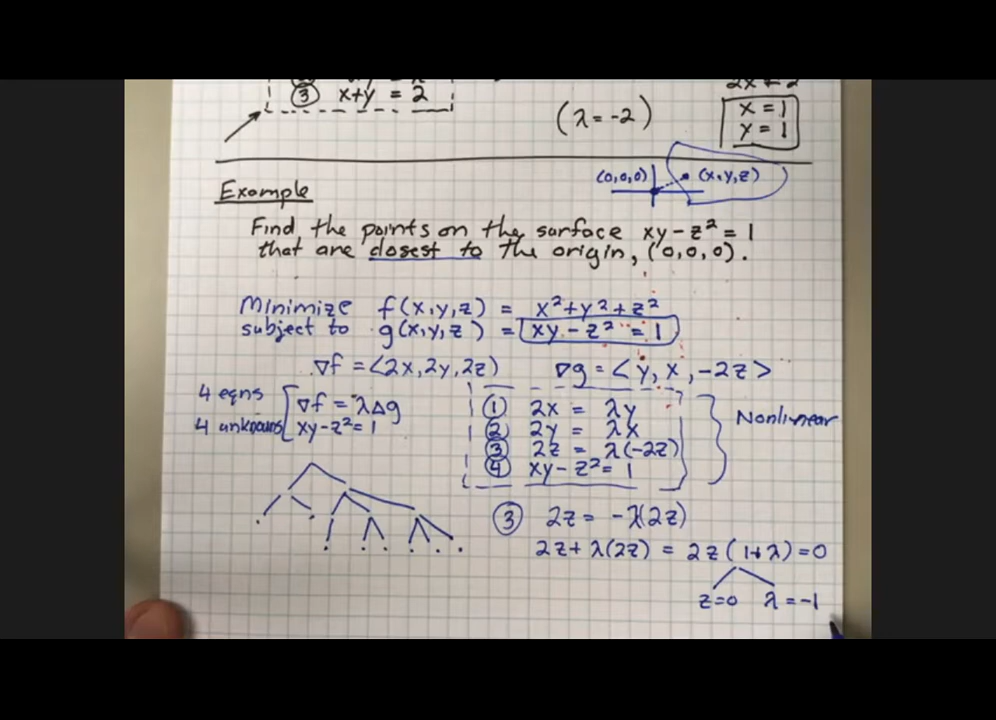 ③ x+y = 2
(λ=-2)
x = 1
y = 1
Example
(0,0,0) (x,y,z)
Find the points on the surface xy-z² = 1
that are closest to the origin, (0,0,0).
Minimize f(x,y,z) = x²+y²+z²
subject to g(x,y,z) = xy-z² = 1
∇f = <2x,2y,2z> ∇g = <y,x,-2z>
4 eqns
4 unknowns
∇f = λΔg
xy-z²=1
① 2x = λy
② 2y = λx
③ 2z = λ(-2z)
④ xy-z²= 1
Nonlinear
③ 2z = -λ(2z)
2z+λ(2z) = 2z(1+λ)=0
z=0 λ=-1